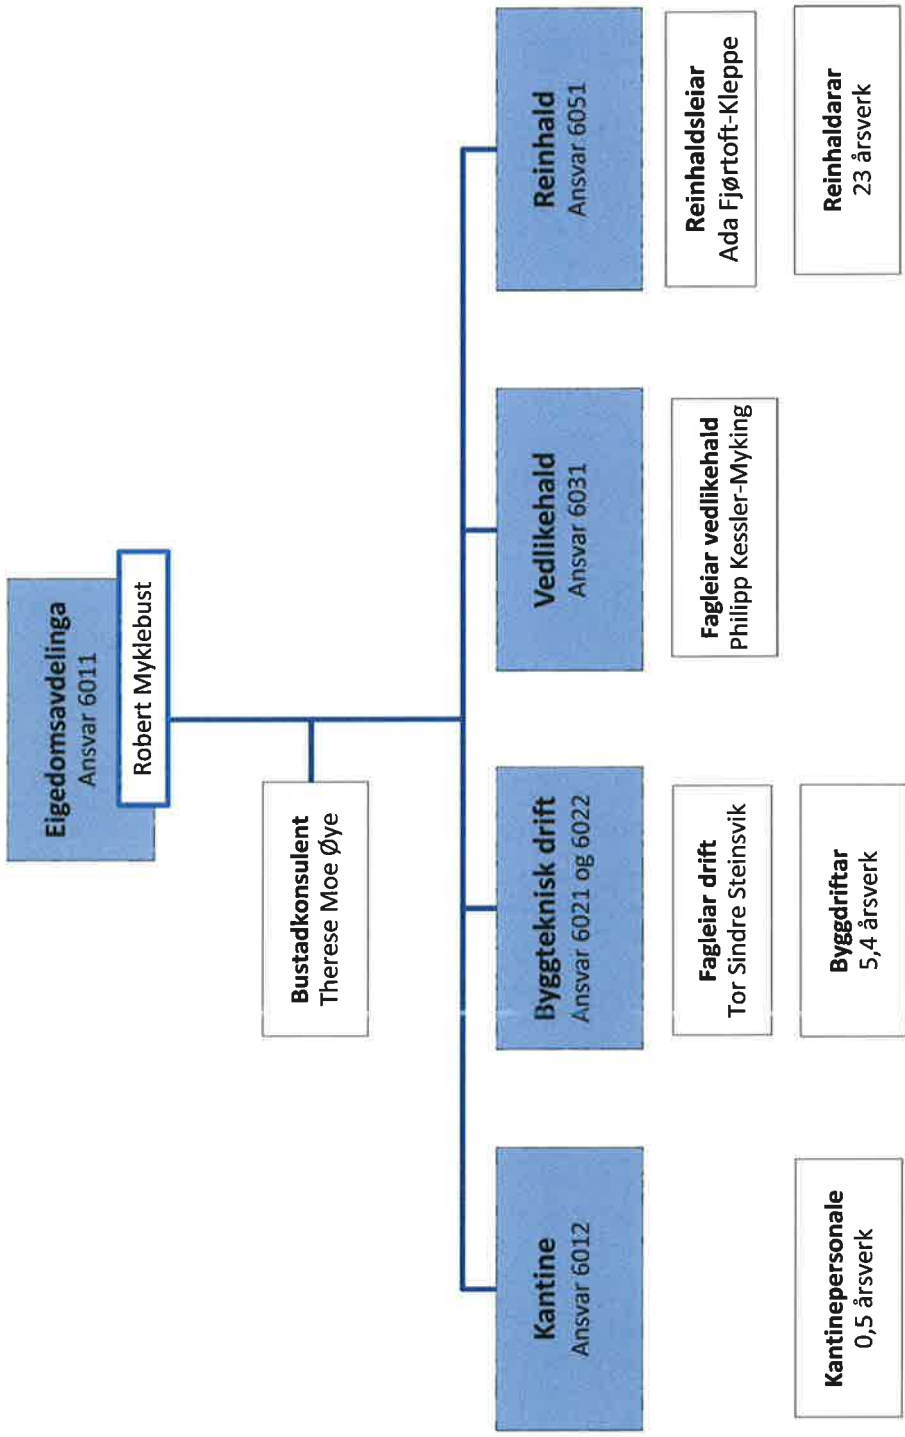 Eigedomsavdelinga
Ansvar 6011
Robert Myklebust
Bustadkonsulent
Therese Moe Øye
Kantine
Ansvar 6012
Kantinepersonale
0,5 årsverk
Byggteknisk drift
Ansvar 6021 og 6022
Fagleiar drift
Tor Sindre Steinsvik
Byggdriftar
5,4 årsverk
Vedlikehald
Ansvar 6031
Fagleiar vedlikehald
Philipp Kessler-Myking
Reinhald
Ansvar 6051
Reinhaldsleiar
Ada Fjørtoft-Kleppe
Reinhaldarar
23 årsverk